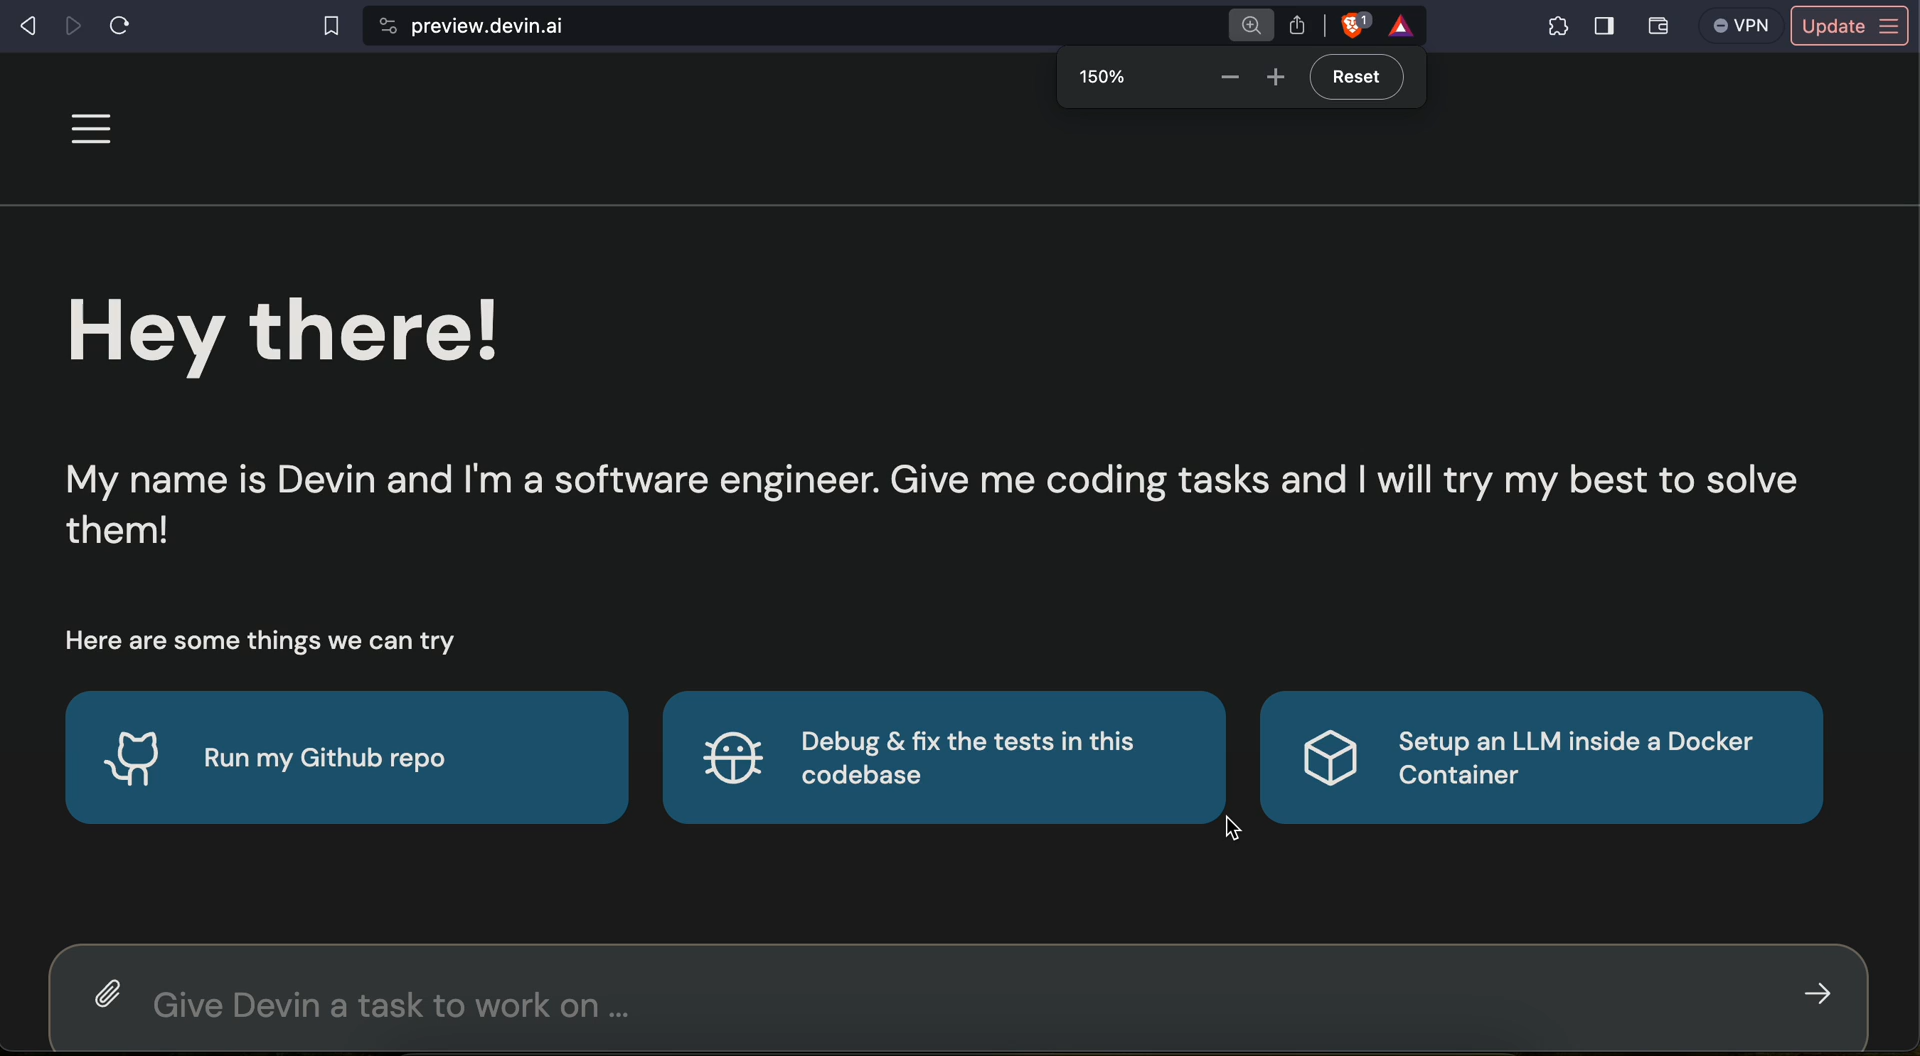 preview.devin.ai
1
VPN
Update
150%
Reset
Hey there!
My name is Devin and I'm a software engineer. Give me coding tasks and I will try my best to solve
them!
Here are some things we can try
Run my Github repo
Debug & fix the tests in this
codebase
Setup an LLM inside a Docker
Container
Give Devin a task to work on ...